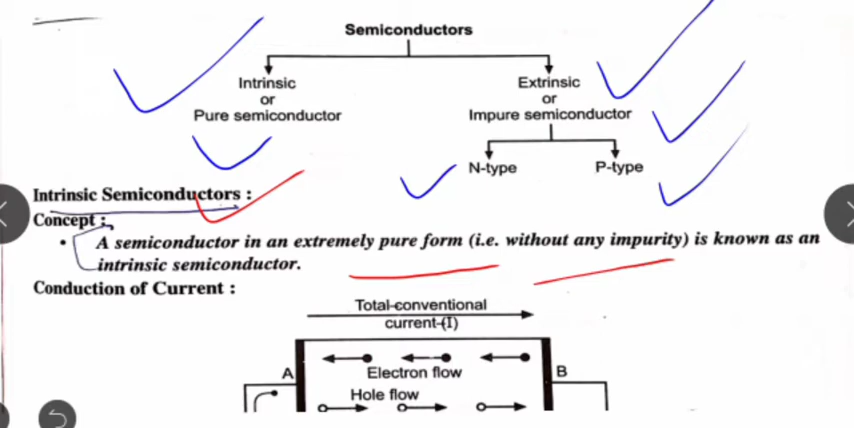 Semiconductors
Intrinsic
or
Pure semiconductor
Extrinsic
or
Impure semiconductor
N-type
P-type
Intrinsic Semiconductors :
Concept :
• A semiconductor in an extremely pure form (i.e. without any impurity) is known as an
intrinsic semiconductor.
Conduction of Current :
Total conventional
current (I)
A
Electron flow
B
Hole flow